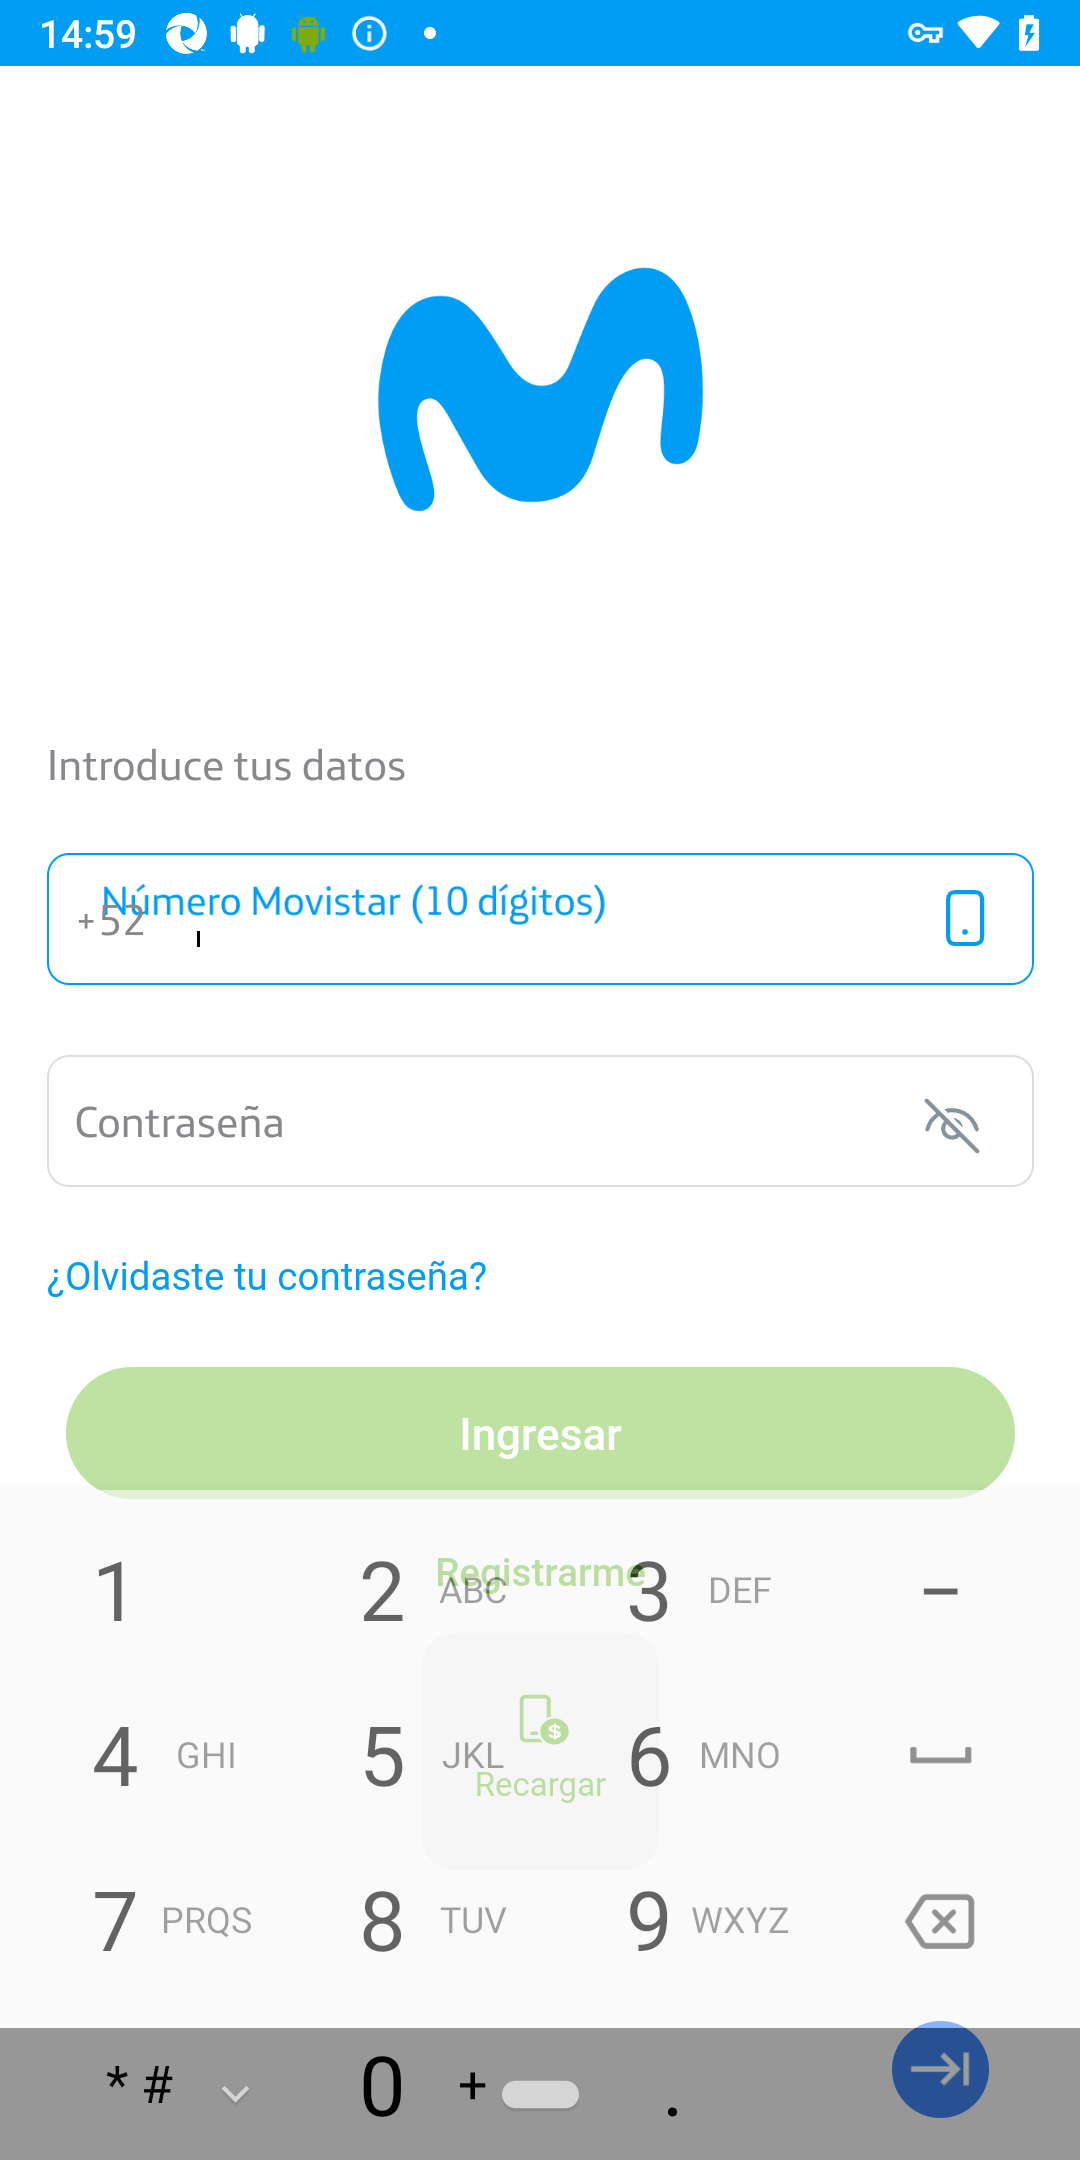 14:59
Introduce tus datos
Número Movistar (10 dígitos)
+52
Contraseña
¿Olvidaste tu contraseña?
Ingresar
Registrarme
1 2 ABC 3 DEF –
Recargar
4 GHI 5 JKL 6 MNO
7 PRQS 8 TUV 9 WXYZ
* # 0 + .